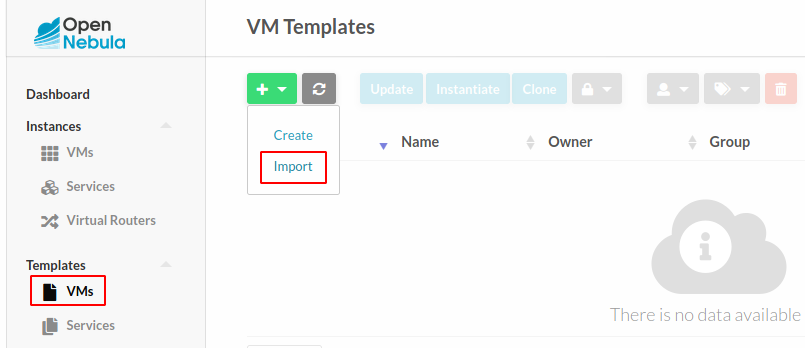 Open
Nebula
VM Templates
Dashboard
Instances
VMs
Services
Virtual Routers
Templates
VMs
Services
Update
Instantiate
Clone
Create
Import
Name
Owner
Group
There is no data available